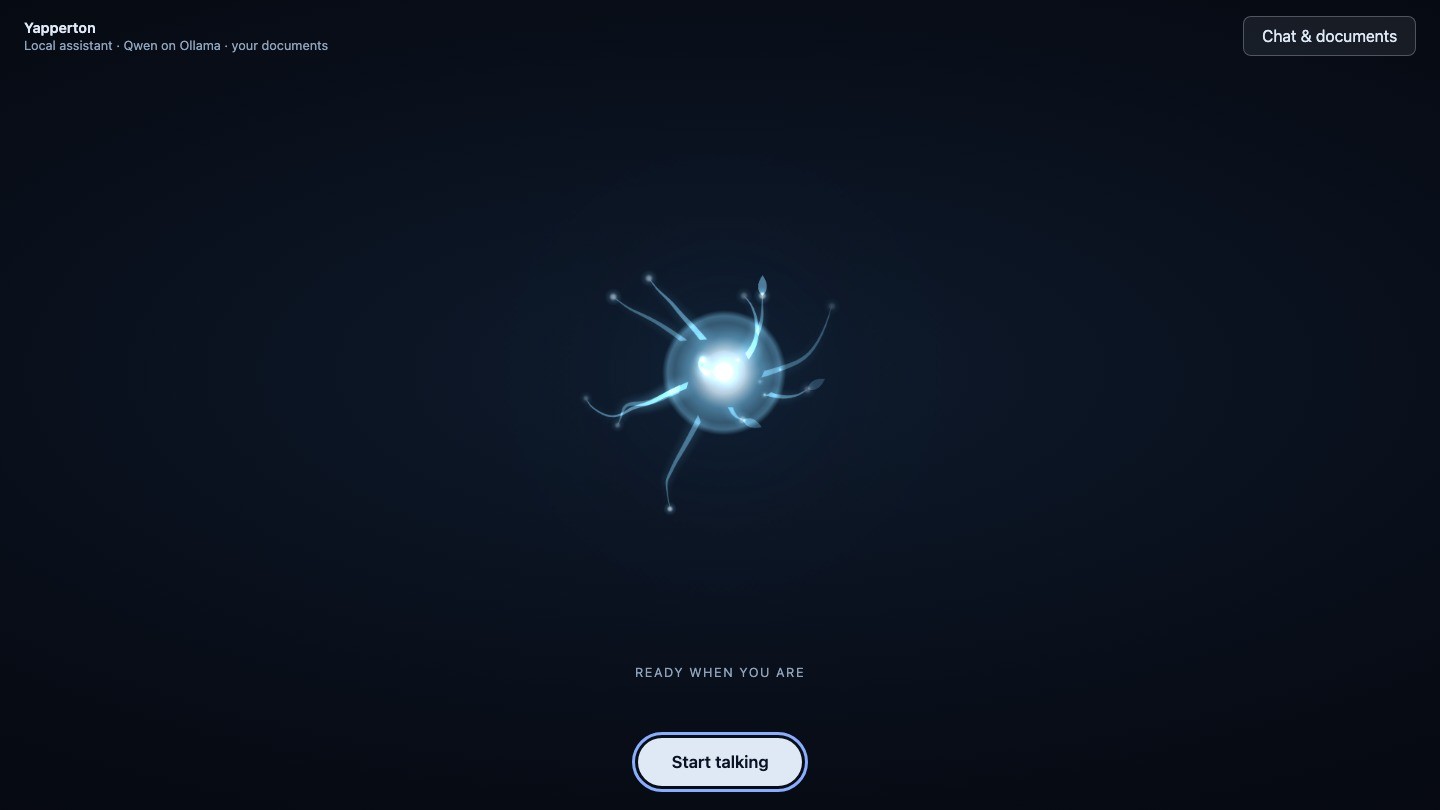 Yapperton
Local assistant · Qwen on Ollama · your documents
Chat & documents
READY WHEN YOU ARE
Start talking